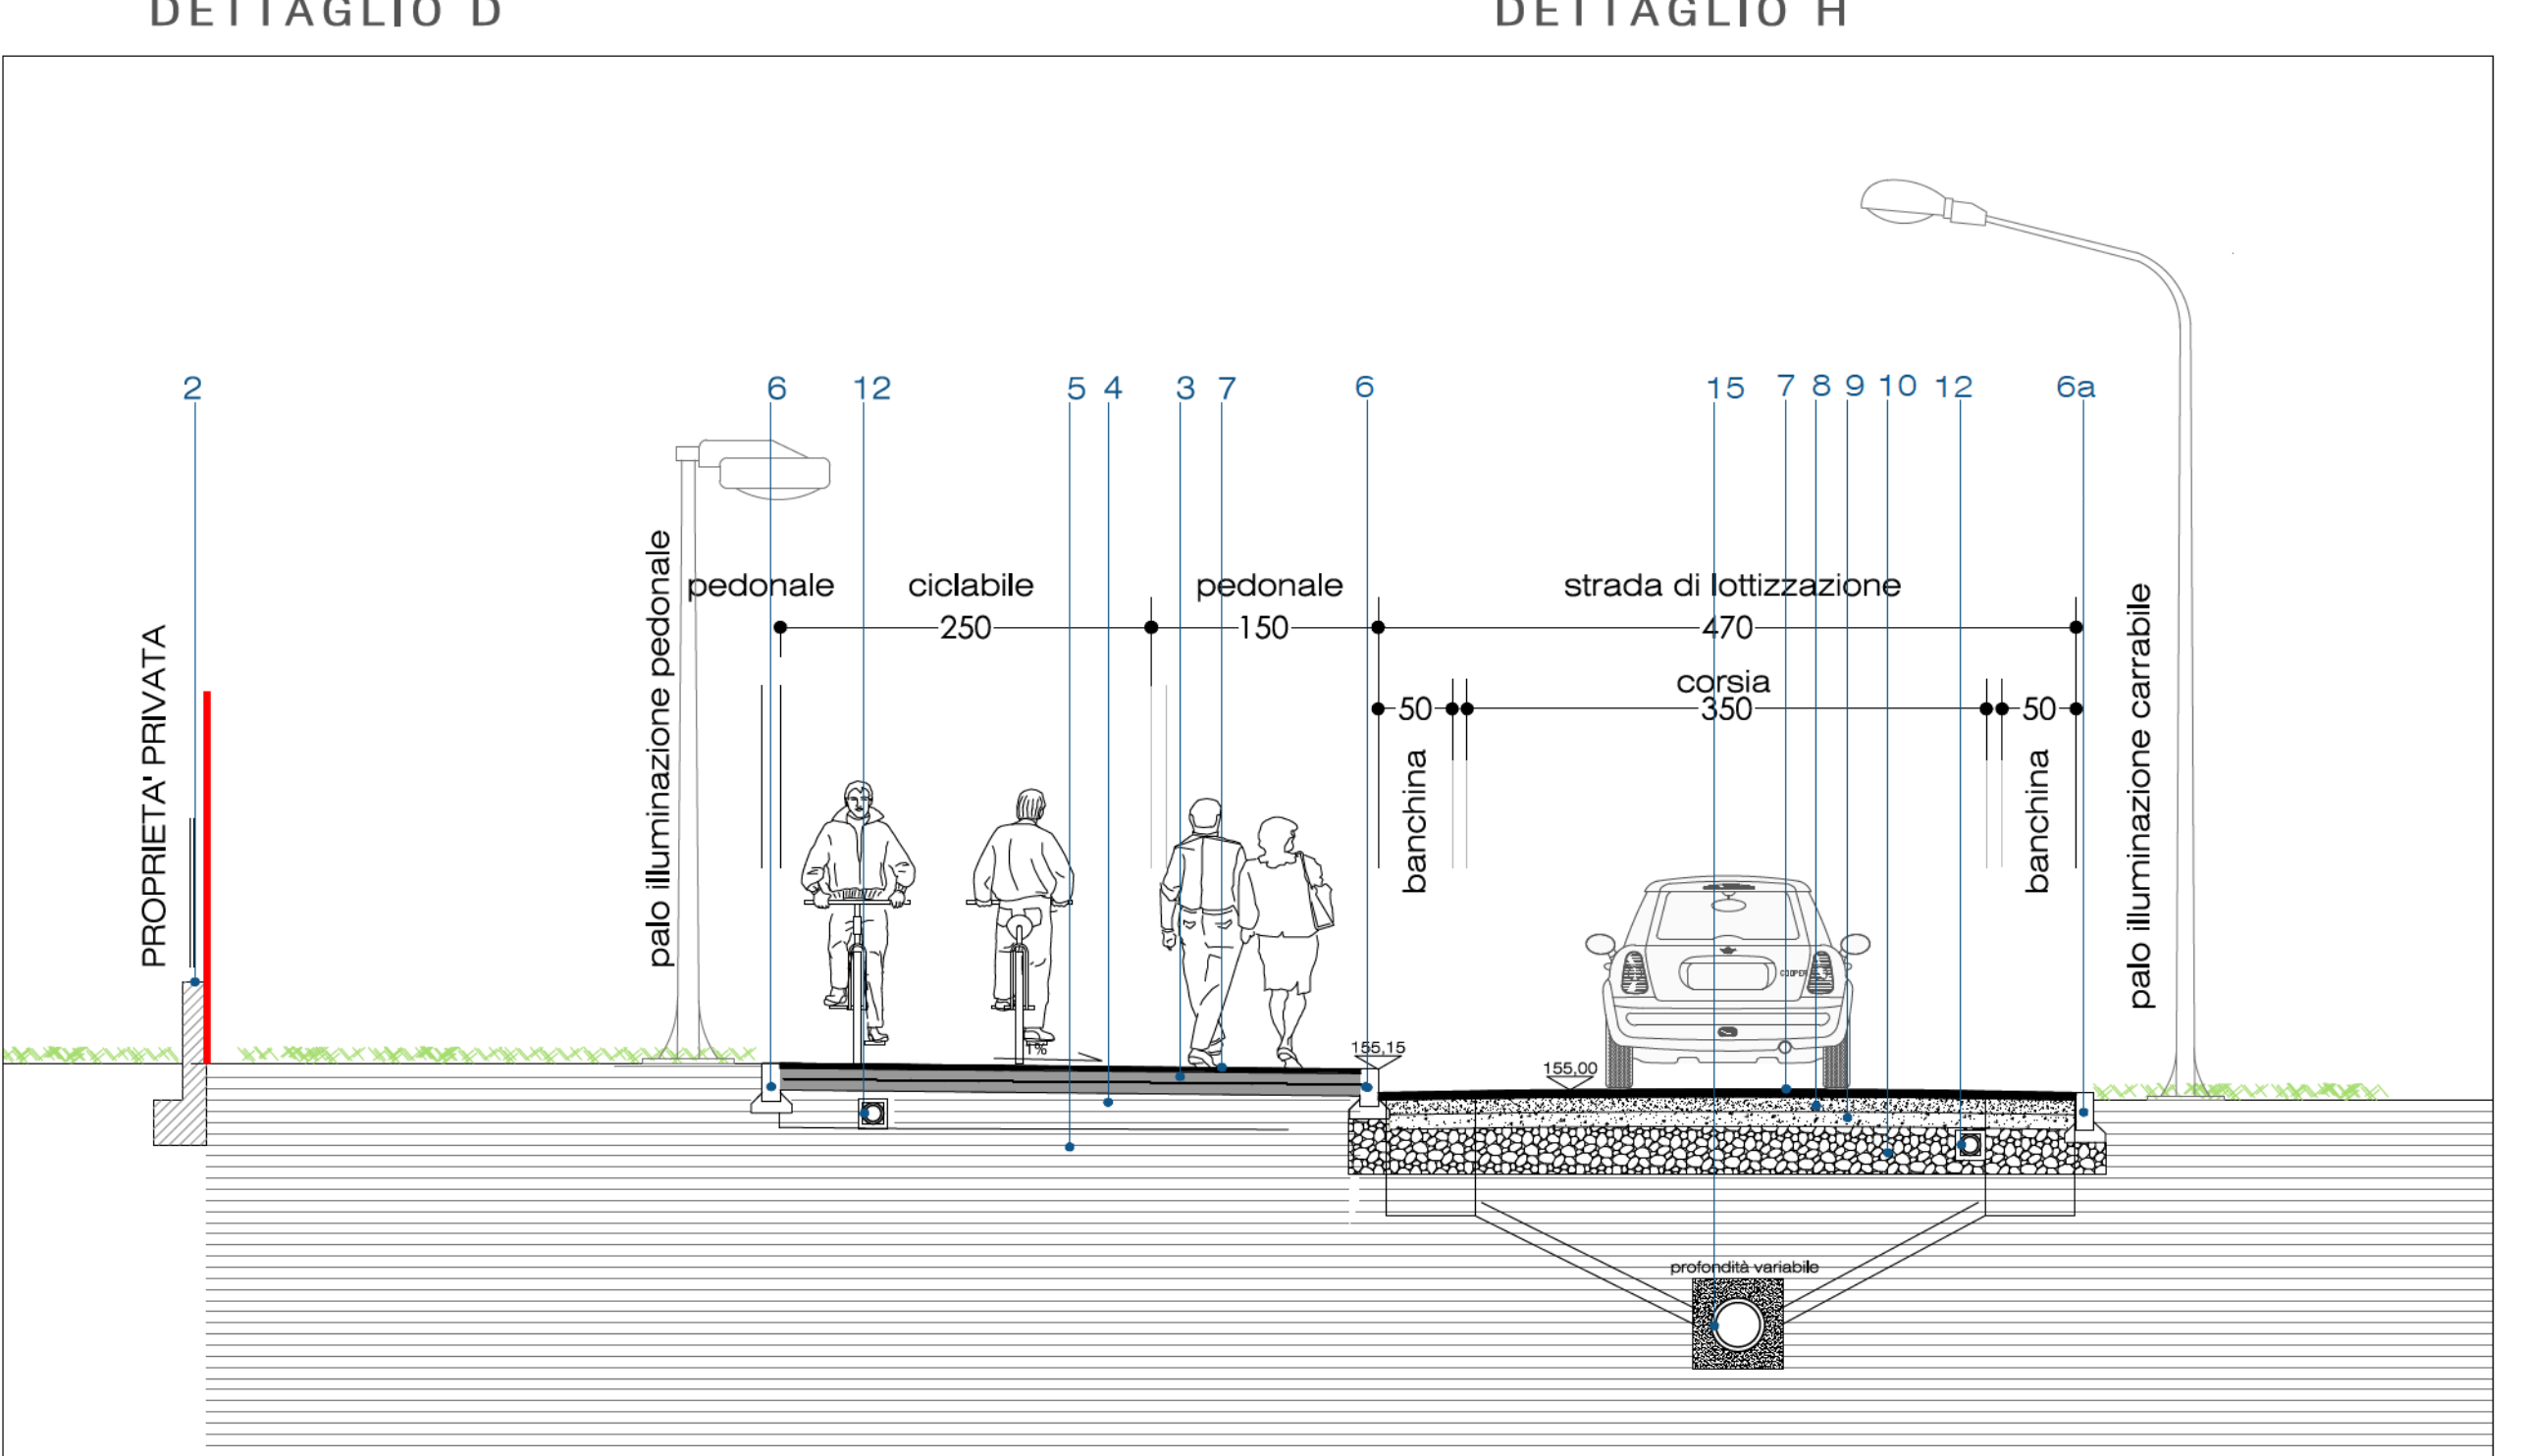 DETTAGLIO D
DETTAGLIO H
2
6
12
5
4
3
7
6
15
7
8
9
10
12
6a
PROPRIETA' PRIVATA
palo illuminazione pedonale
pedonale
ciclabile
pedonale
strada di lottizzazione
250
150
470
corsia
50
350
50
banchina
banchina
palo illuminazione carrabile
COOPER
1%
155,15
155,00
profondità variabile